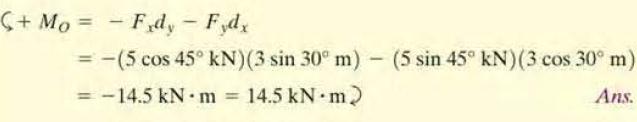 ↺+ M_O = − F_x d_y − F_y d_x
= −(5 cos 45° kN)(3 sin 30° m) − (5 sin 45° kN)(3 cos 30° m)
= −14.5 kN · m = 14.5 kN · m ↻ Ans.